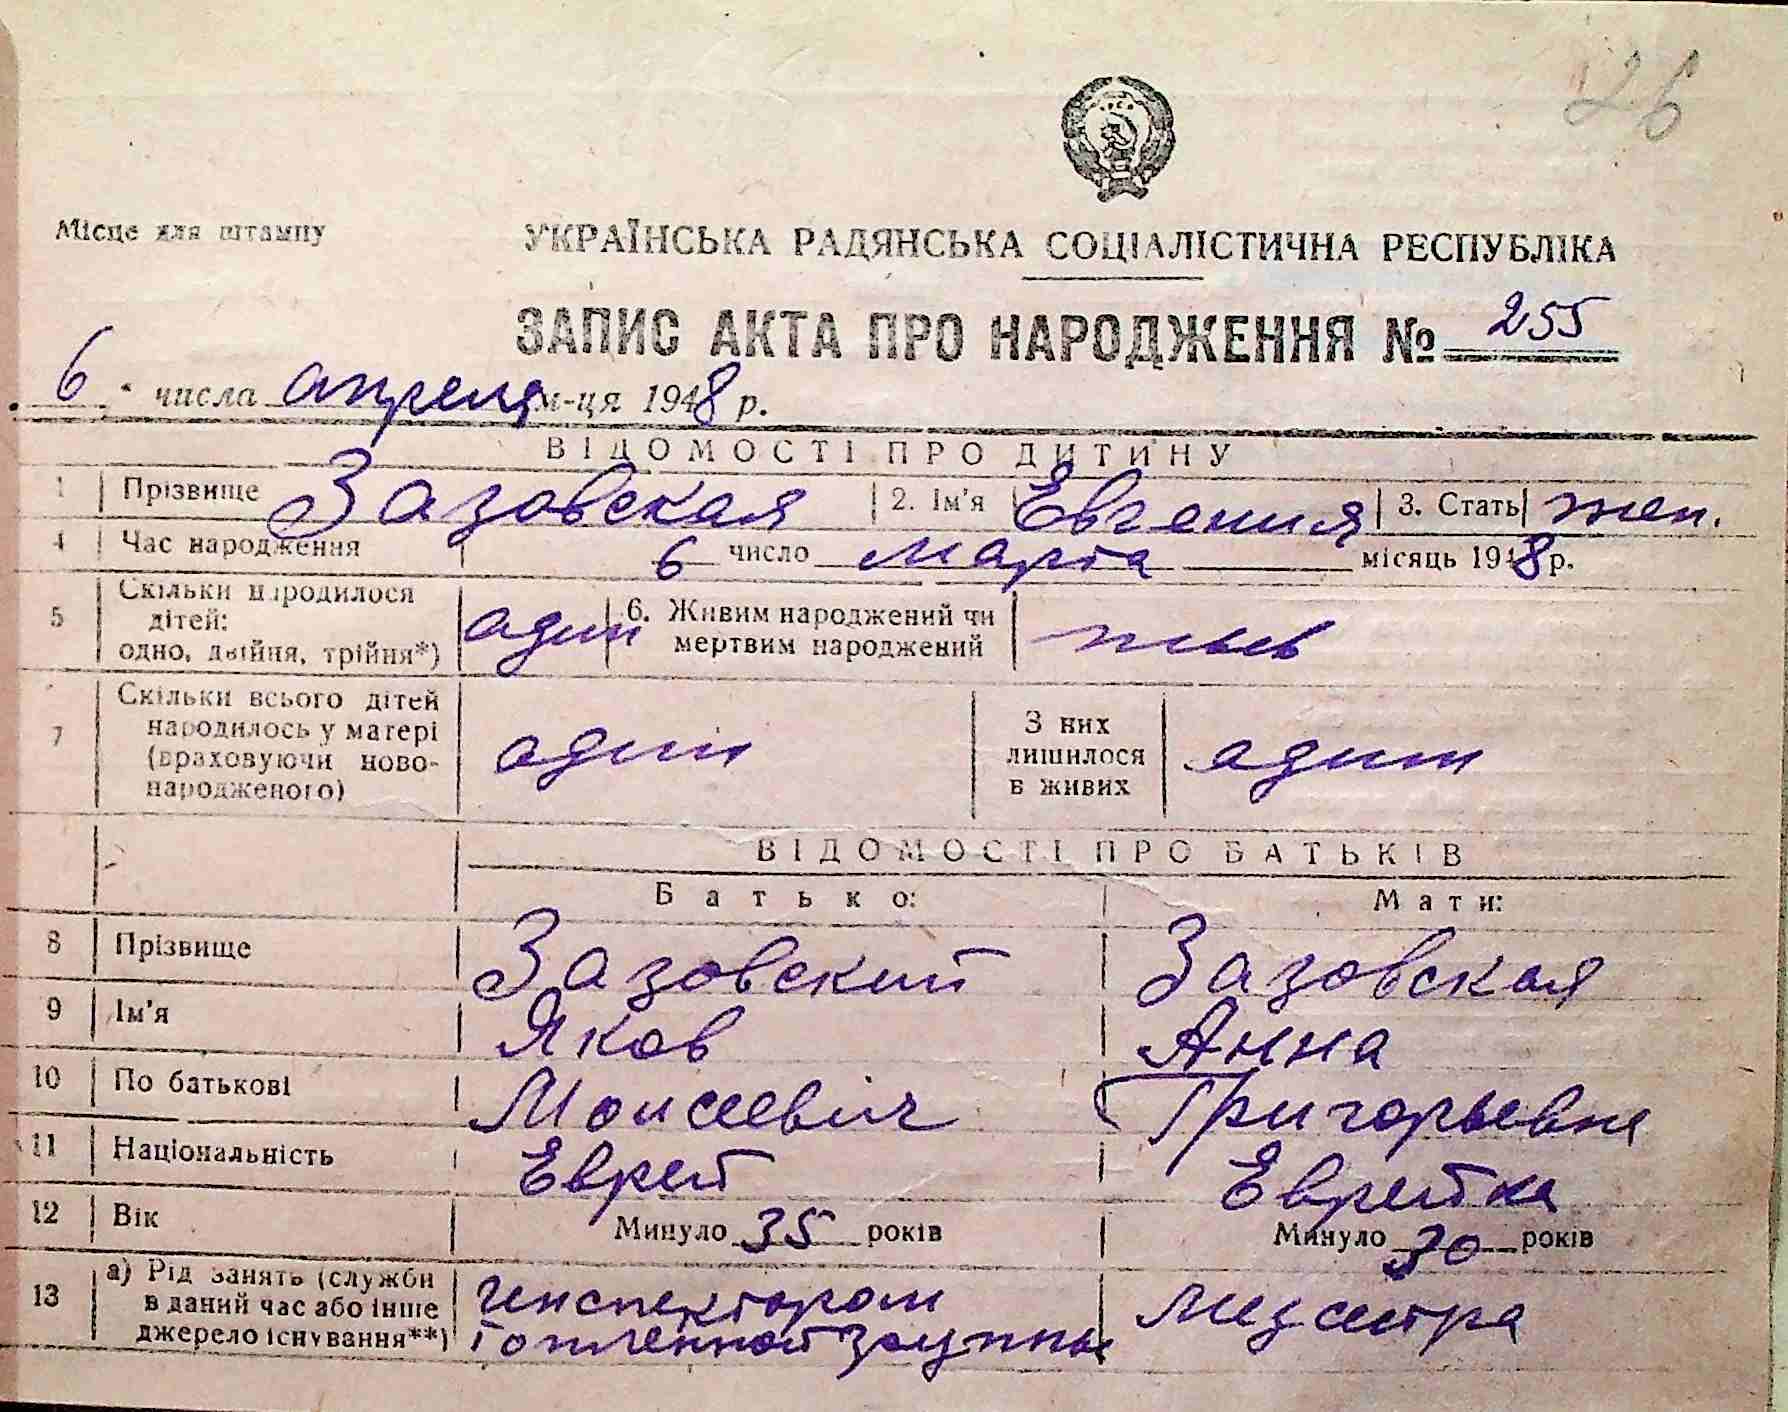 26
Місце для штампу
УКРАЇНСЬКА РАДЯНСЬКА СОЦІАЛІСТИЧНА РЕСПУБЛІКА
ЗАПИС АКТА ПРО НАРОДЖЕННЯ № 255
6 числа апреля м-ця 1948 р.
ВІДОМОСТІ ПРО ДИТИНУ
1 Прізвище Зазовская 2. Ім'я Евгения 3. Стать жен.
4 Час народження 6 число марта місяць 1948 р.
5 Скільки народилося
дітей:
одно, двійня, трійня*) один 6. Живим народжений чи
мертвим народжений жив
7 Скільки всього дітей
народилось у матері
(враховуючи ново-
народженого) один З них
лишилося
в живих один
ВІДОМОСТІ ПРО БАТЬКІВ
Батько: Мати:
8 Прізвище Зазовский Зазовская
9 Ім'я Яков Анна
10 По батькові Моисеевич Григорьевна
11 Національність Еврей Еврейка
12 Вік Минуло 35 років Минуло 30 років
13 а) Рід занять (служби
в даний час або інше
джерело існування**) инспектором
медсестра